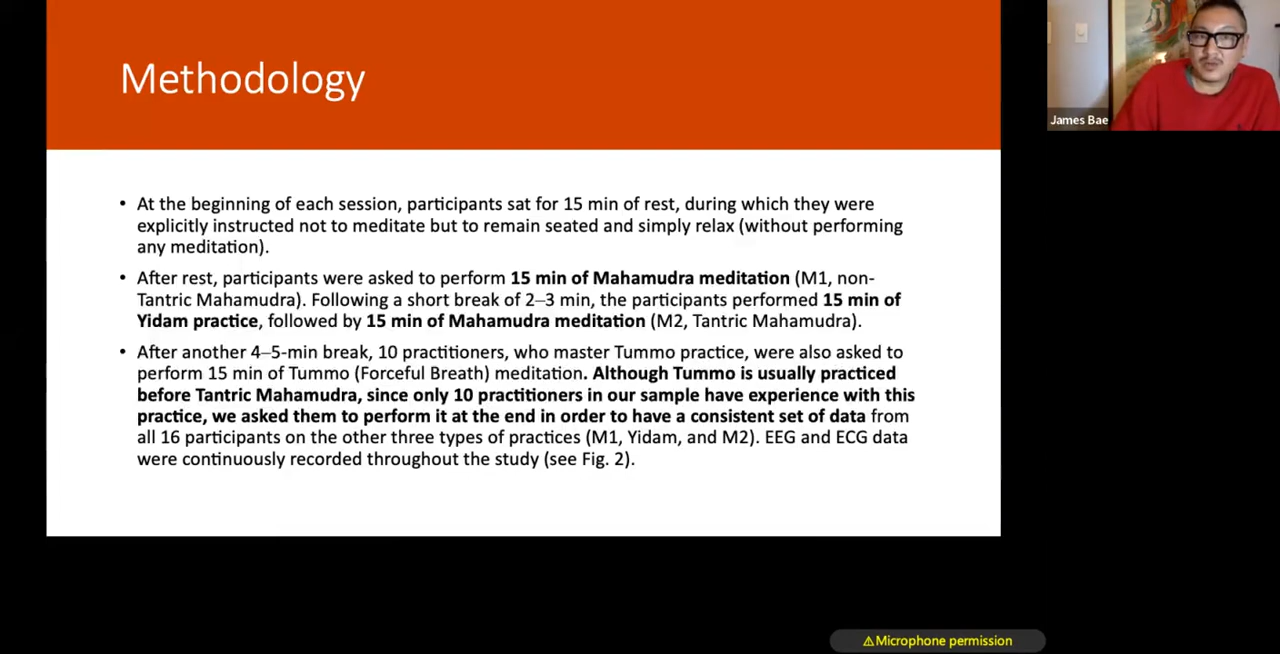 Methodology
James Bae
• At the beginning of each session, participants sat for 15 min of rest, during which they were
explicitly instructed not to meditate but to remain seated and simply relax (without performing
any meditation).
• After rest, participants were asked to perform 15 min of Mahamudra meditation (M1, non-
Tantric Mahamudra). Following a short break of 2–3 min, the participants performed 15 min of
Yidam practice, followed by 15 min of Mahamudra meditation (M2, Tantric Mahamudra).
• After another 4–5-min break, 10 practitioners, who master Tummo practice, were also asked to
perform 15 min of Tummo (Forceful Breath) meditation. Although Tummo is usually practiced
before Tantric Mahamudra, since only 10 practitioners in our sample have experience with this
practice, we asked them to perform it at the end in order to have a consistent set of data from
all 16 participants on the other three types of practices (M1, Yidam, and M2). EEG and ECG data
were continuously recorded throughout the study (see Fig. 2).
⚠Microphone permission